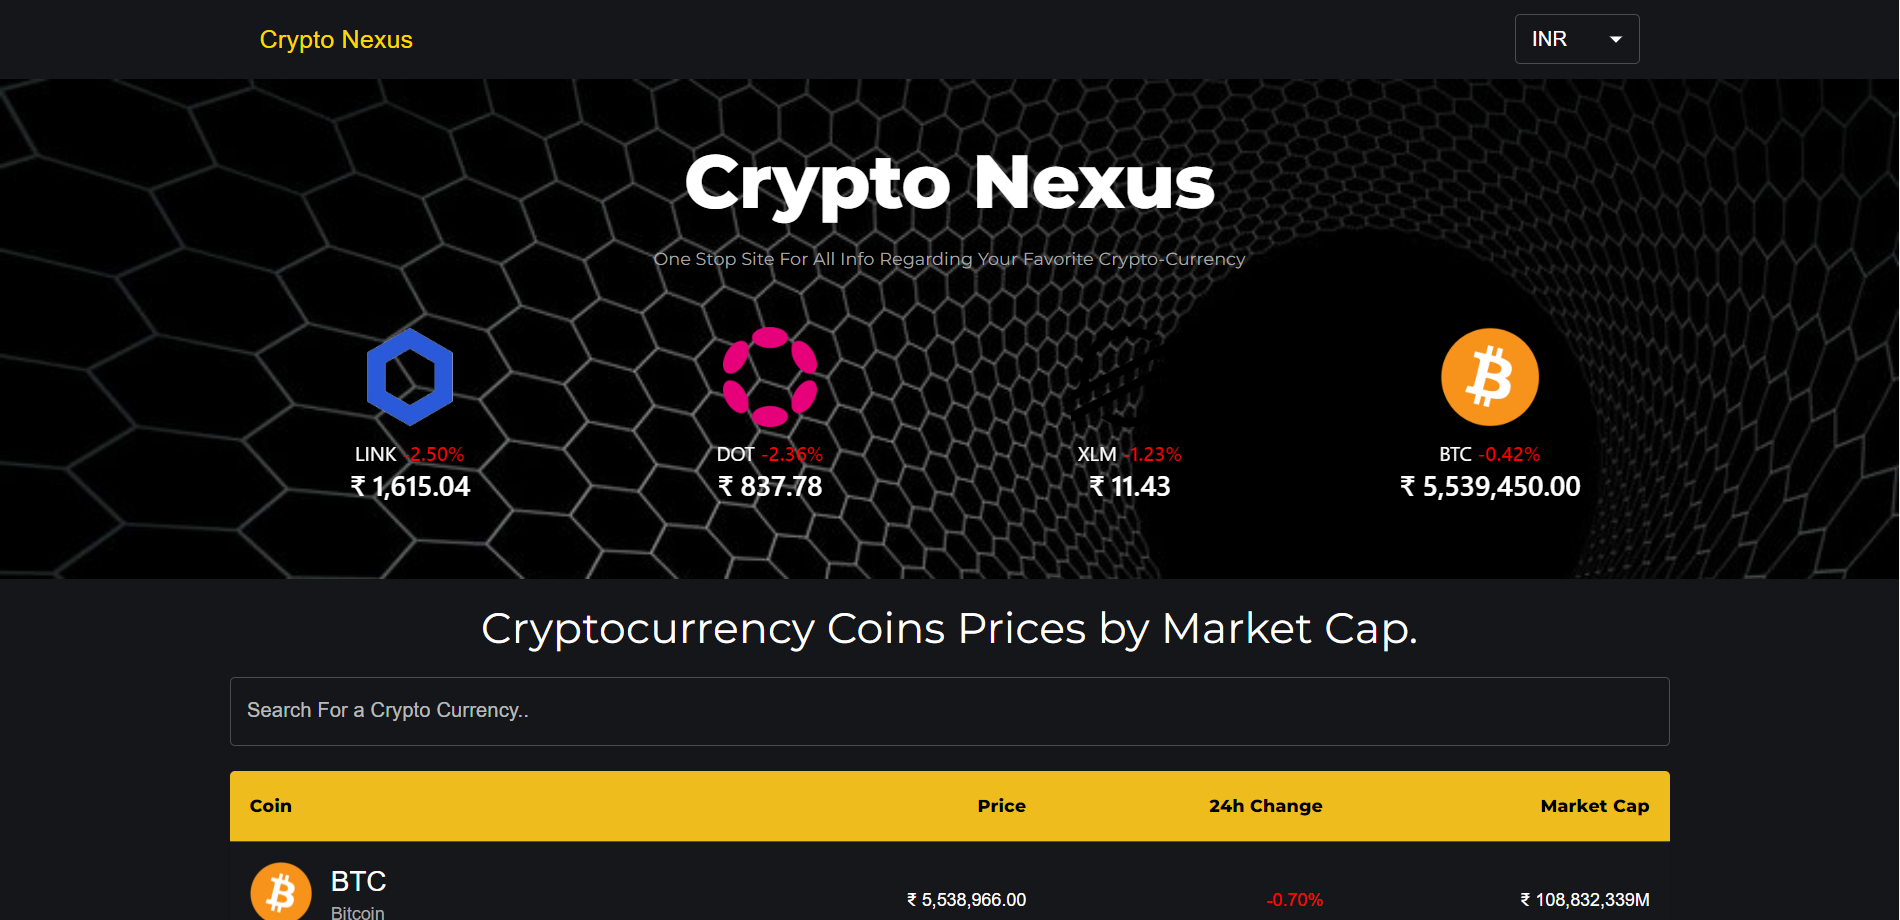 Crypto Nexus
INR
Crypto Nexus
One Stop Site For All Info Regarding Your Favorite Crypto-Currency
LINK -2.50%
₹ 1,615.04
DOT -2.36%
₹ 837.78
XLM -1.23%
₹ 11.43
BTC -0.42%
₹ 5,539,450.00
Cryptocurrency Coins Prices by Market Cap.
Search For a Crypto Currency..
Coin Price 24h Change Market Cap
BTC
₹ 5,538,966.00 -0.70% ₹ 108,832,339M
Bitcoin